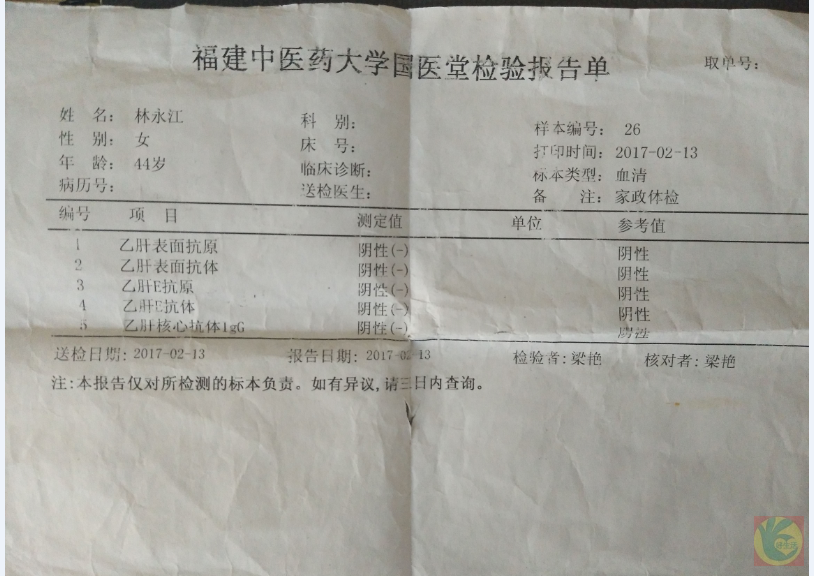 福建中医药大学国医堂检验报告单 取单号：
姓 名： 林永江 科 别： 样本编号： 26
性 别： 女 床 号： 打印时间： 2017-02-13
年 龄： 44岁 临床诊断： 标本类型： 血清
病历号： 送检医生： 备 注： 家政体检
编号 项 目 测定值 单位 参考值
1 乙肝表面抗原 阴性(-) 阴性
2 乙肝表面抗体 阴性(-) 阴性
3 乙肝E抗原 阴性(-) 阴性
4 乙肝E抗体 阴性(-) 阴性
5 乙肝核心抗体IgG 阴性(-) 阴性
送检日期：2017-02-13 报告日期：2017-02-13 检验者：梁艳 核对者：梁艳
注：本报告仅对所检测的标本负责。如有异议,请三日内查询。